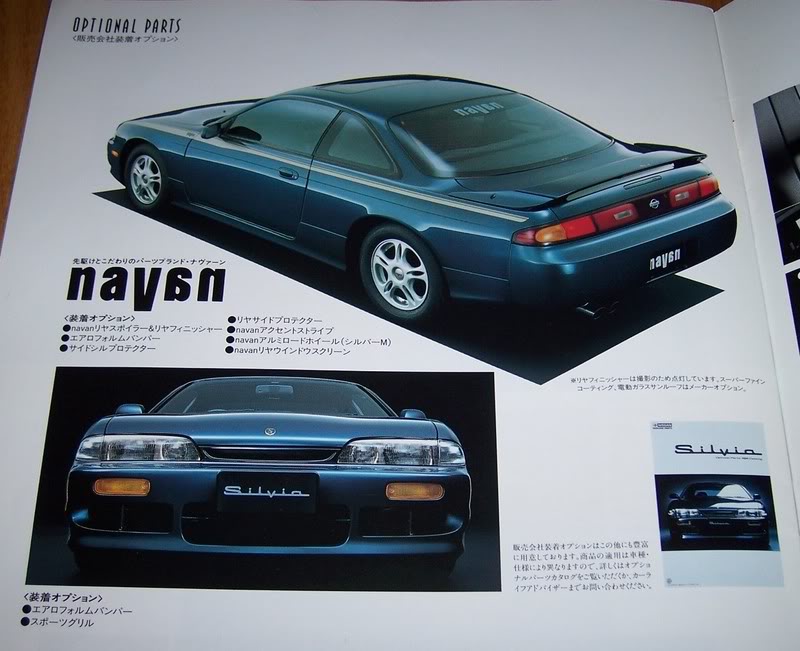 OPTIONAL PARTS
〈販売会社装着オプション〉
navan
navan
先駆けとこだわりのパーツブランド・ナヴァーン
navan
〈装着オプション〉
●navanリヤスポイラー&リヤフィニッシャー
●エアロフォルムバンパー
●サイドシルプロテクター
●リヤサイドプロテクター
●navanアクセントストライプ
●navanアルミロードホイール(シルバーM)
●navanリヤウインドウスクリーン
※リヤフィニッシャーは撮影のため点灯しています。スーパーファイン
コーティング、電動ガラスサンルーフはメーカーオプション。
Silvia
Silvia
販売会社装着オプションはこの他にも豊富
に用意しております。商品の適用は車種・
仕様により異なりますので、詳しくはオプショ
ナルパーツカタログをご覧いただくか、カーラ
イフアドバイザーまでお問い合わせください。
〈装着オプション〉
●エアロフォルムバンパー
●スポーツグリル